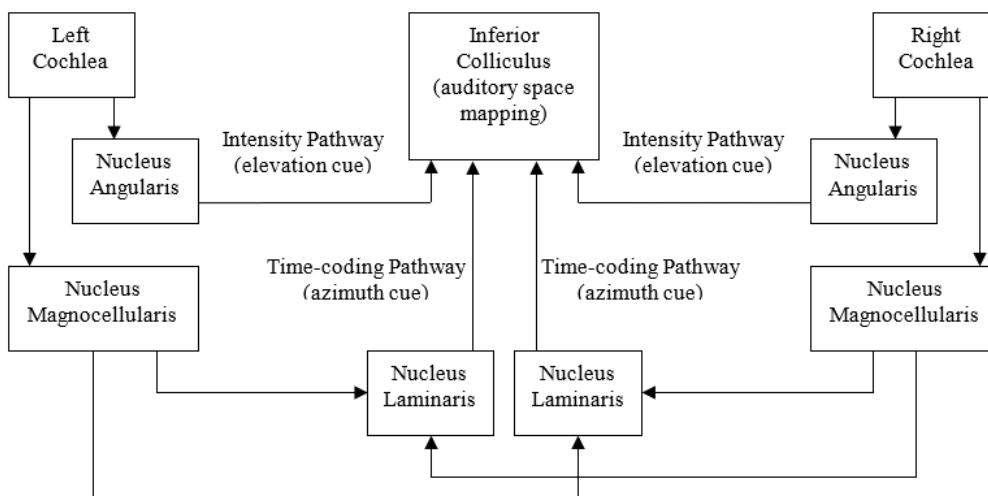 Left
Cochlea
Inferior
Colliculus
(auditory space
mapping)
Right
Cochlea
Intensity Pathway
(elevation cue)
Intensity Pathway
(elevation cue)
Nucleus
Angularis
Nucleus
Angularis
Time-coding Pathway
(azimuth cue)
Time-coding Pathway
(azimuth cue)
Nucleus
Magnocellularis
Nucleus
Magnocellularis
Nucleus
Laminaris
Nucleus
Laminaris